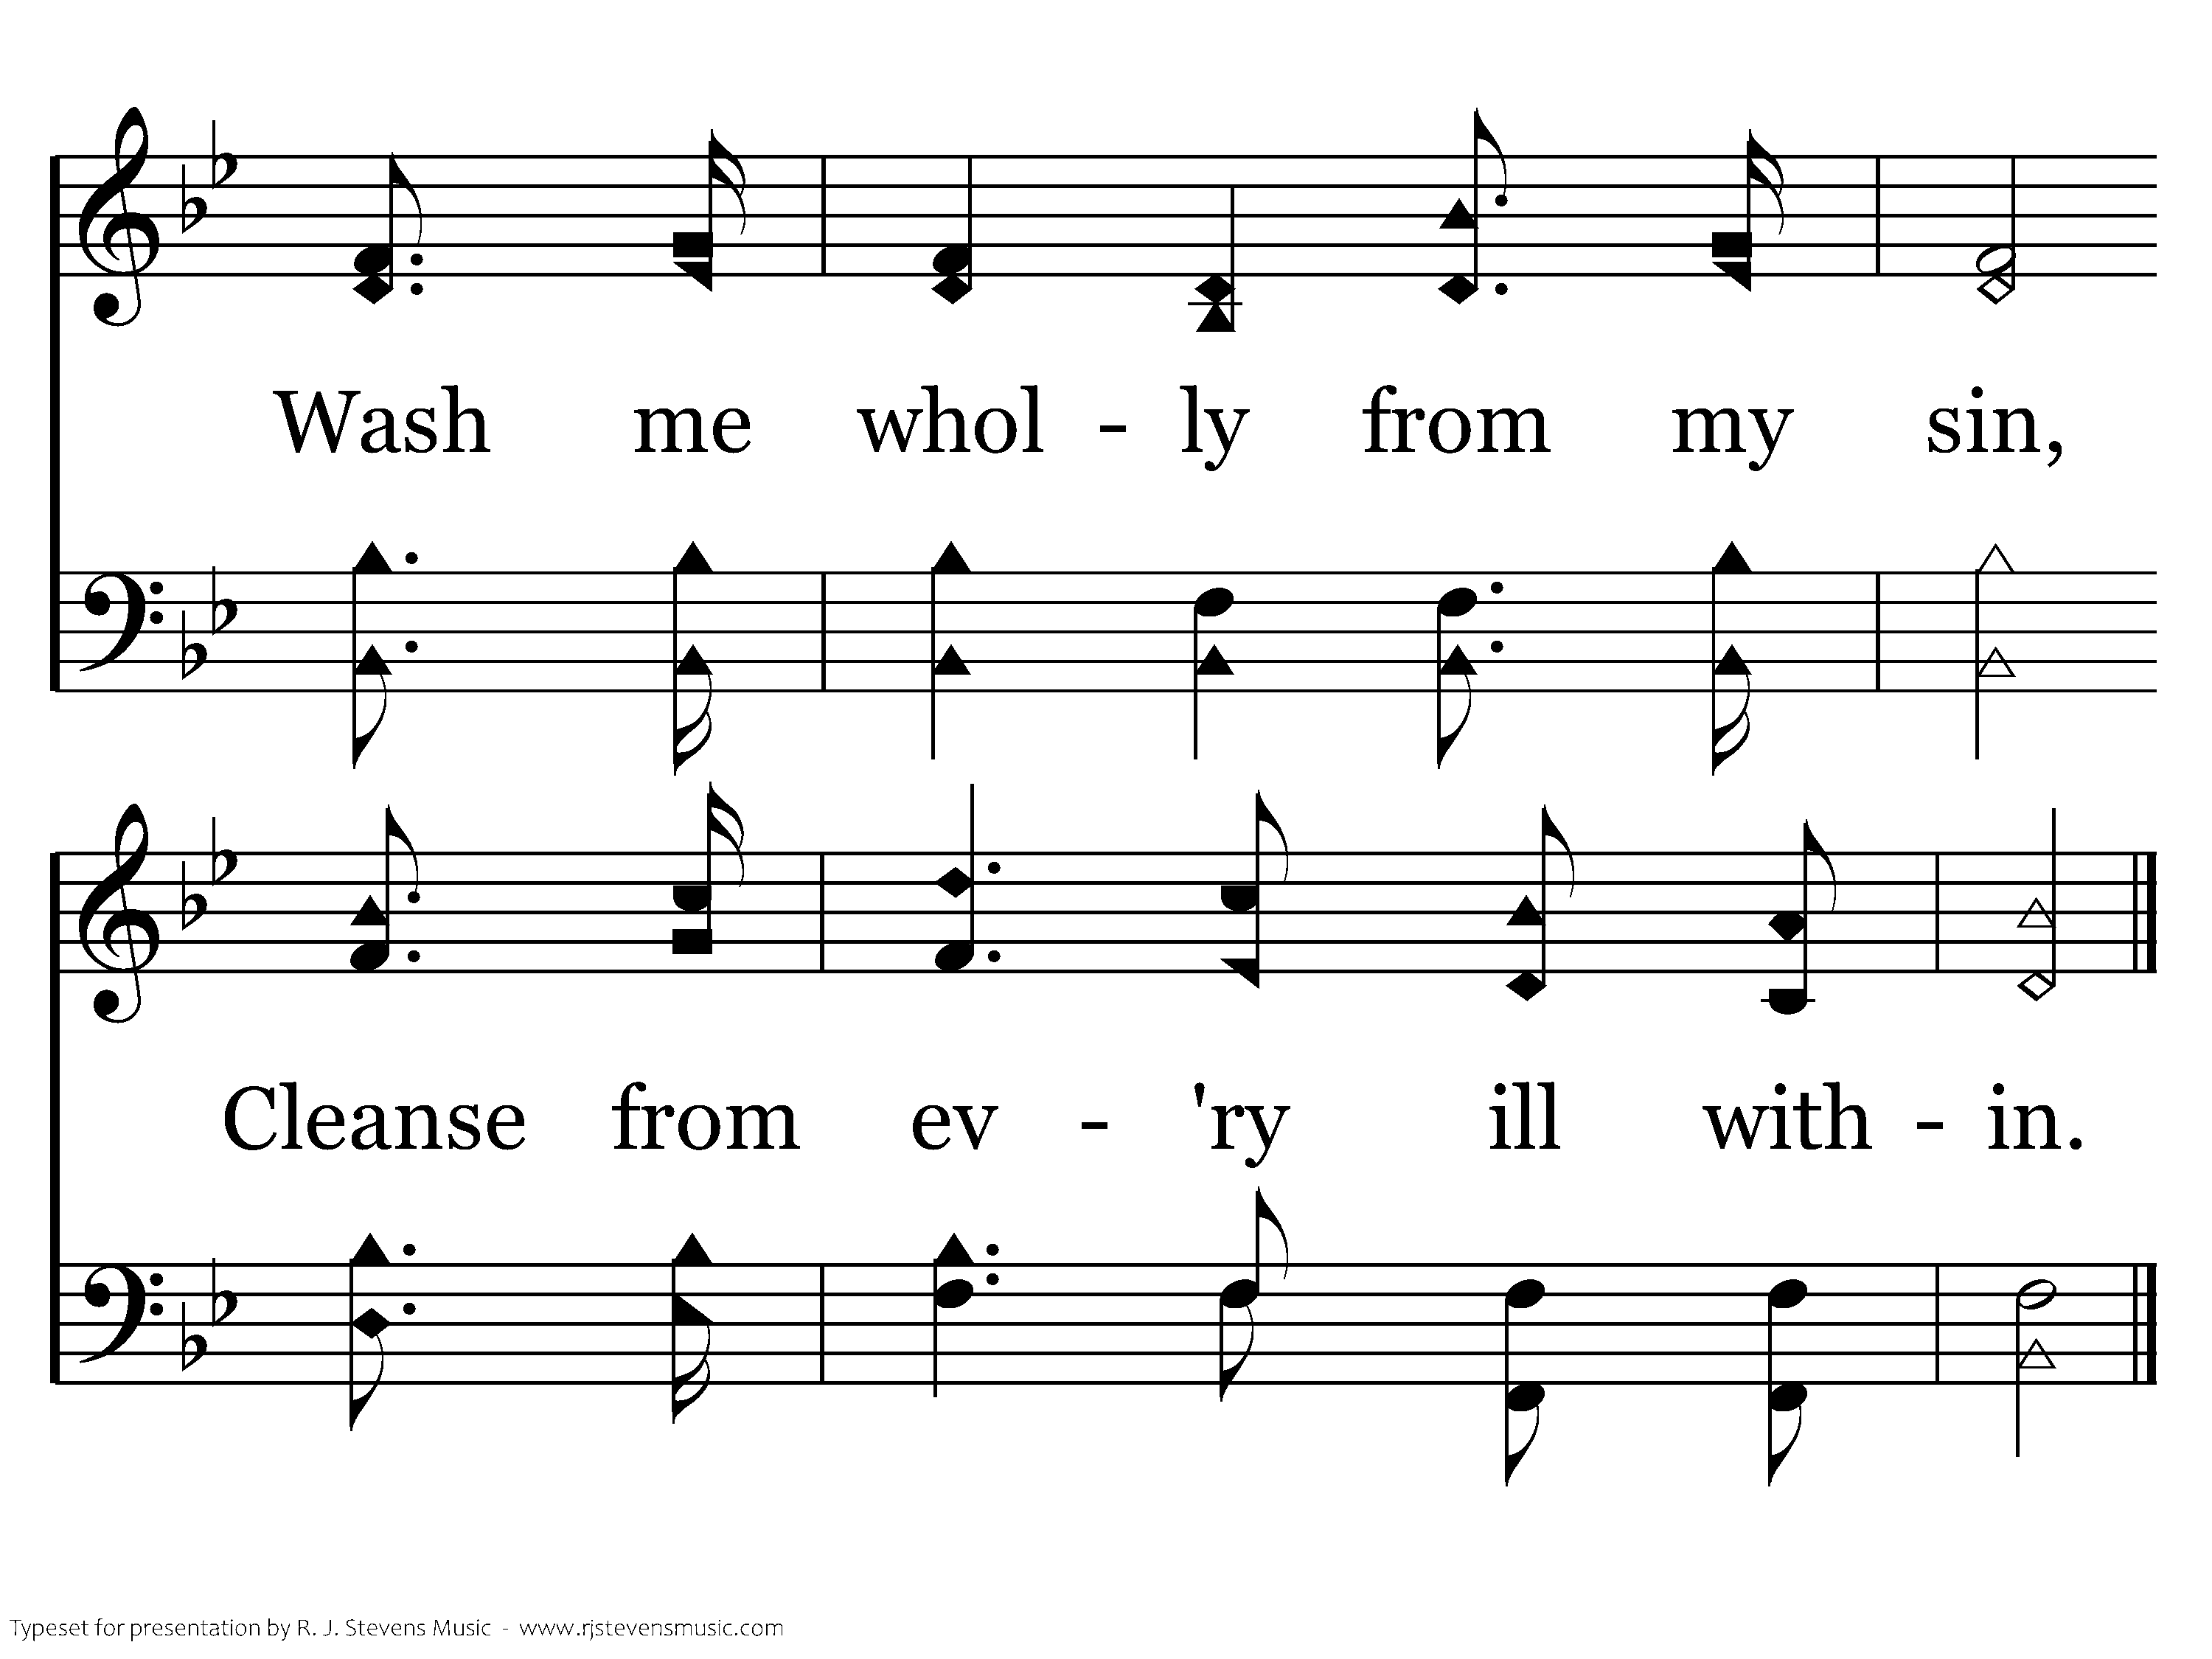 Wash me whol - ly from my sin,
Cleanse from ev - 'ry ill with - in.
Typeset for presentation by R. J. Stevens Music - www.rjstevensmusic.com